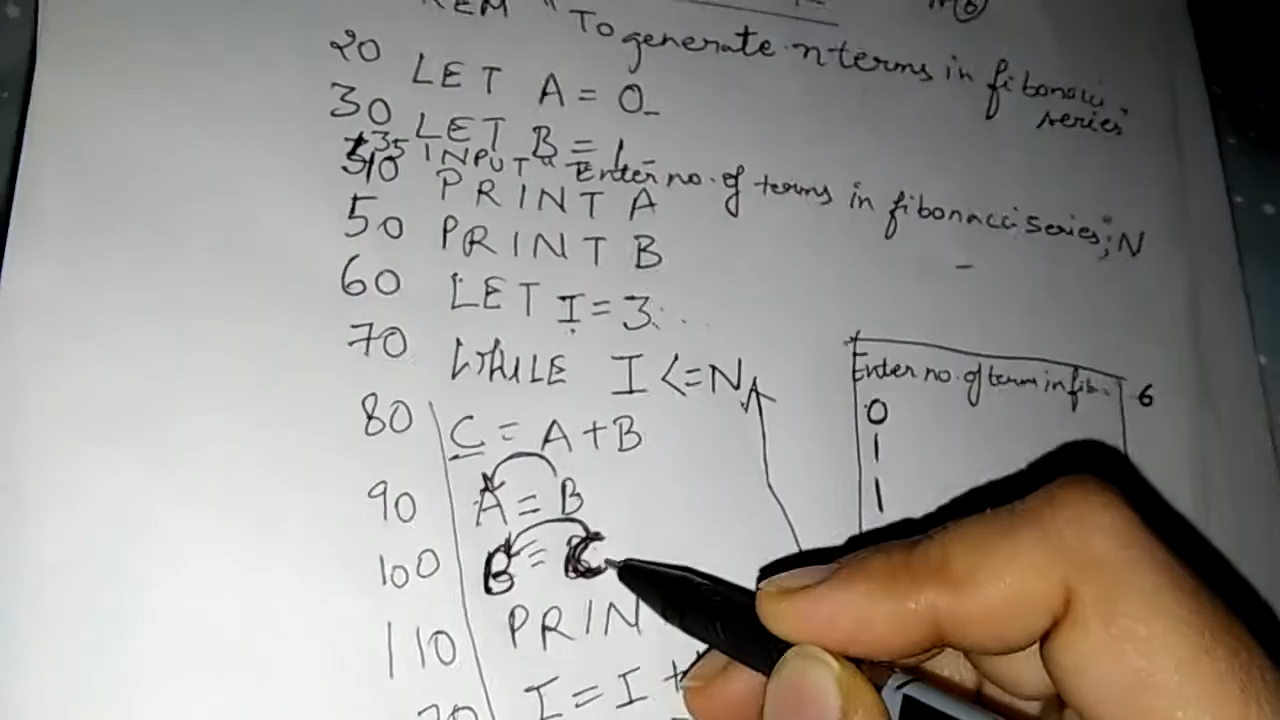 REM "To generate n terms in fibonacci series"
20 LET A = 0
30 LET B = 1
35 INPUT "Enter no. of terms in fibonacci series"; N
40 PRINT A
50 PRINT B
60 LET I = 3
70 WHILE I <= N
80 C = A + B
90 A = B
100 B = C
110 PRIN
I = I +
Enter no. of term in fib. 6
0
1
1